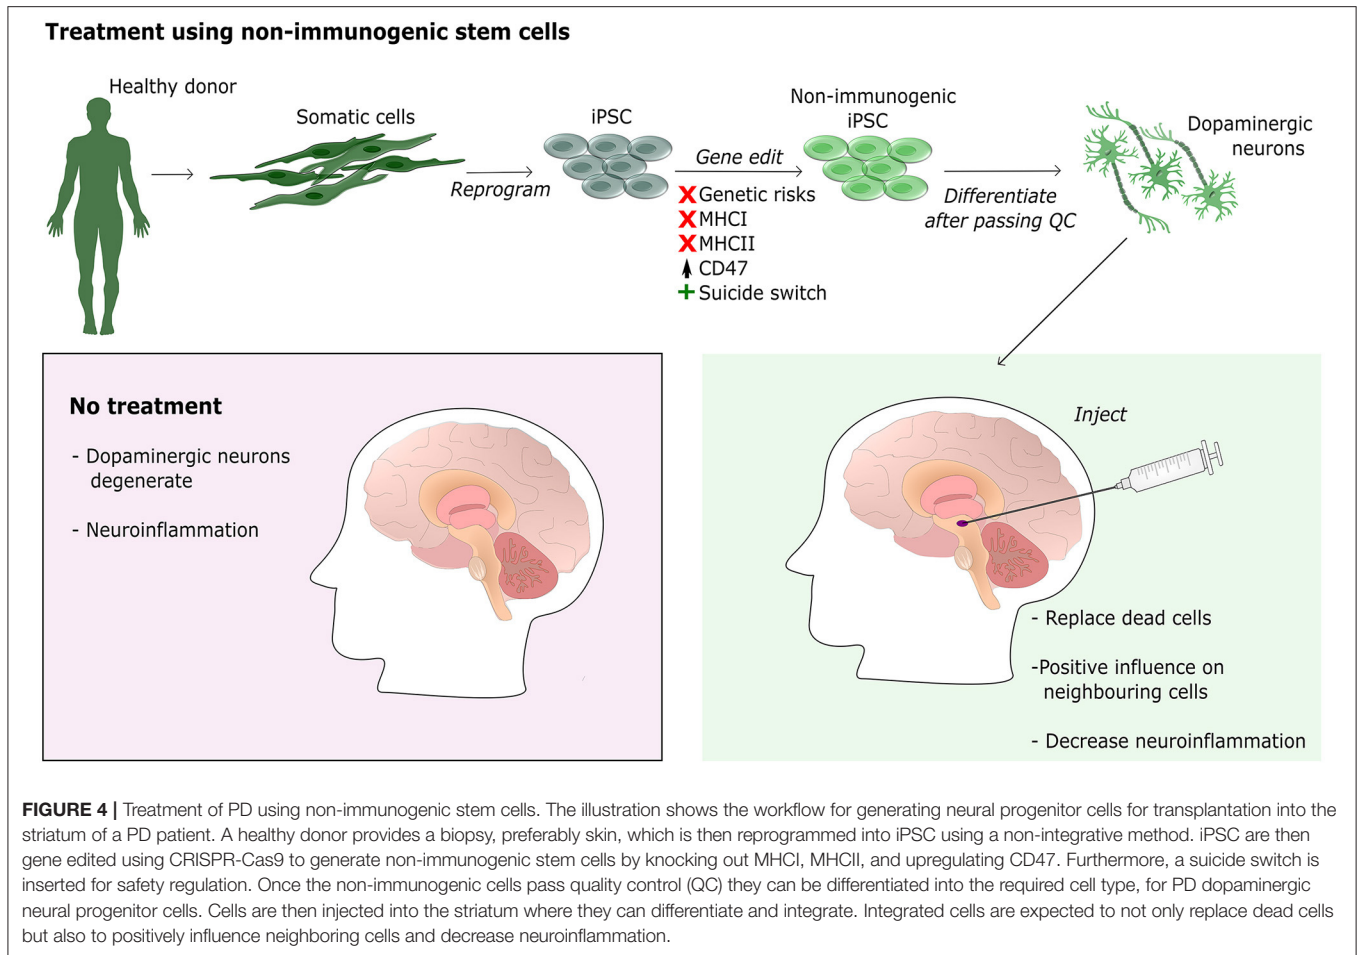 Treatment using non-immunogenic stem cells
Healthy donor
Somatic cells
Reprogram
iPSC
Gene edit
X Genetic risks
X MHCI
X MHCII
CD47
+ Suicide switch
Non-immunogenic
iPSC
Differentiate
after passing QC
Dopaminergic
neurons
No treatment
- Dopaminergic neurons
degenerate
- Neuroinflammation
Inject
- Replace dead cells
-Positive influence on
neighbouring cells
- Decrease neuroinflammation
FIGURE 4 | Treatment of PD using non-immunogenic stem cells. The illustration shows the workflow for generating neural progenitor cells for transplantation into the
striatum of a PD patient. A healthy donor provides a biopsy, preferably skin, which is then reprogrammed into iPSC using a non-integrative method. iPSC are then
gene edited using CRISPR-Cas9 to generate non-immunogenic stem cells by knocking out MHCI, MHCII, and upregulating CD47. Furthermore, a suicide switch is
inserted for safety regulation. Once the non-immunogenic cells pass quality control (QC) they can be differentiated into the required cell type, for PD dopaminergic
neural progenitor cells. Cells are then injected into the striatum where they can differentiate and integrate. Integrated cells are expected to not only replace dead cells
but also to positively influence neighboring cells and decrease neuroinflammation.